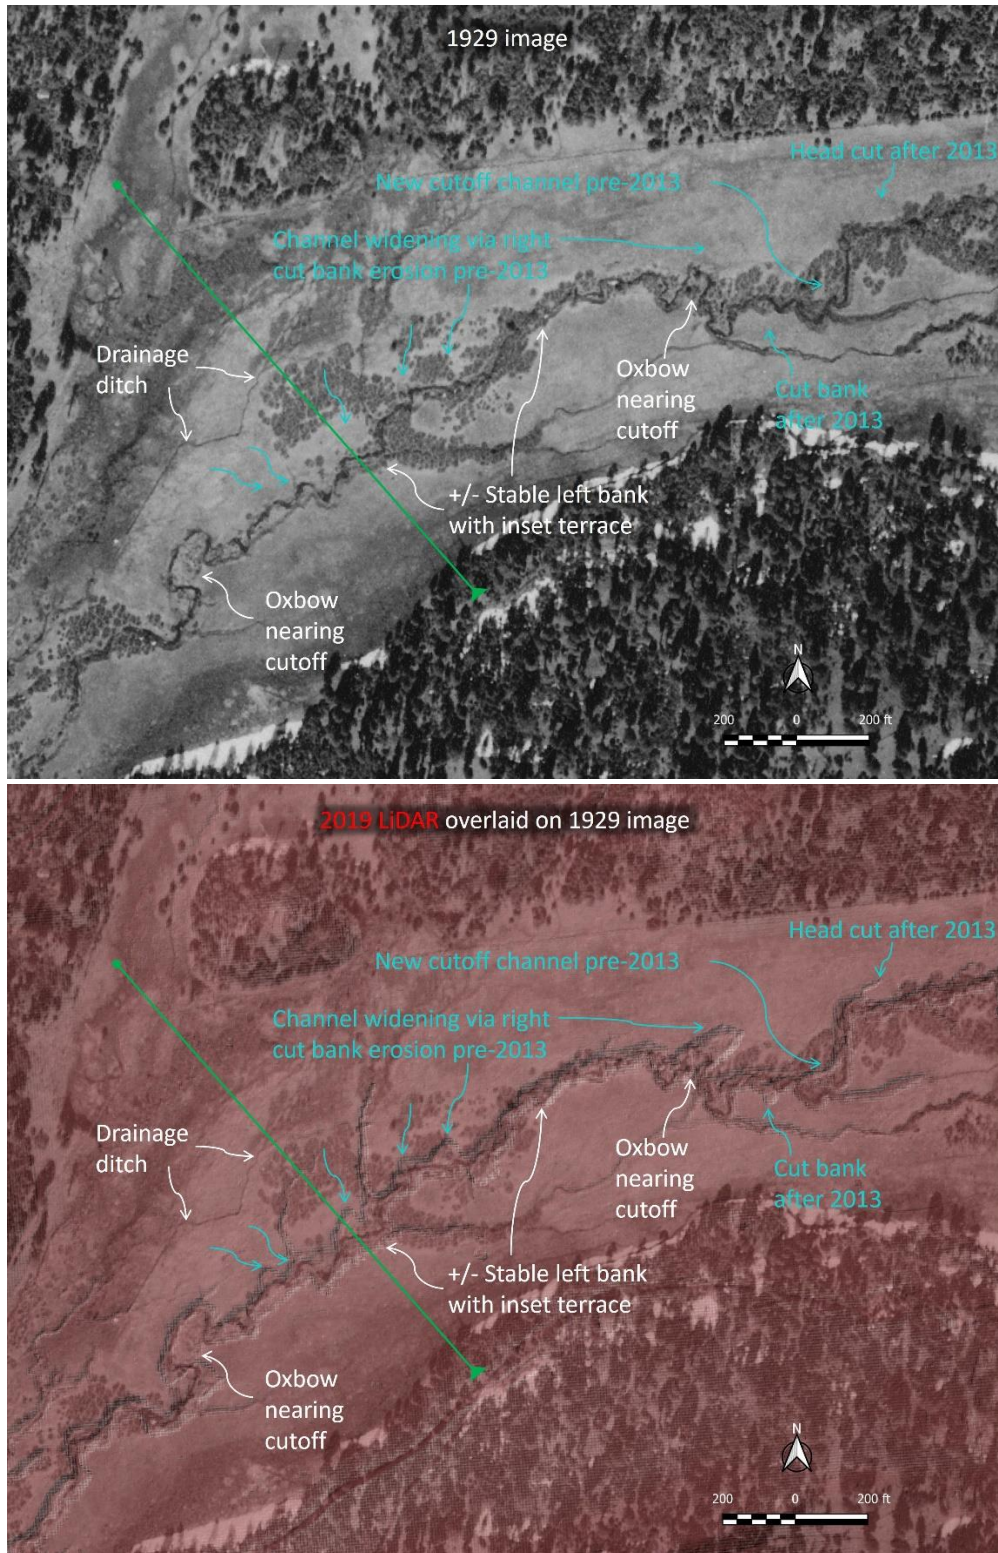 1929 image
Head cut after 2013
New cutoff channel pre-2013
Channel widening via right
cut bank erosion pre-2013
Drainage
ditch
Oxbow
nearing
cutoff
Cut bank
after 2013
+/- Stable left bank
with inset terrace
Oxbow
nearing
cutoff
N
200 0 200 ft
2019 LiDAR overlaid on 1929 image
Head cut after 2013
New cutoff channel pre-2013
Channel widening via right
cut bank erosion pre-2013
Drainage
ditch
Oxbow
nearing
cutoff
Cut bank
after 2013
+/- Stable left bank
with inset terrace
Oxbow
nearing
cutoff
N
200 0 200 ft